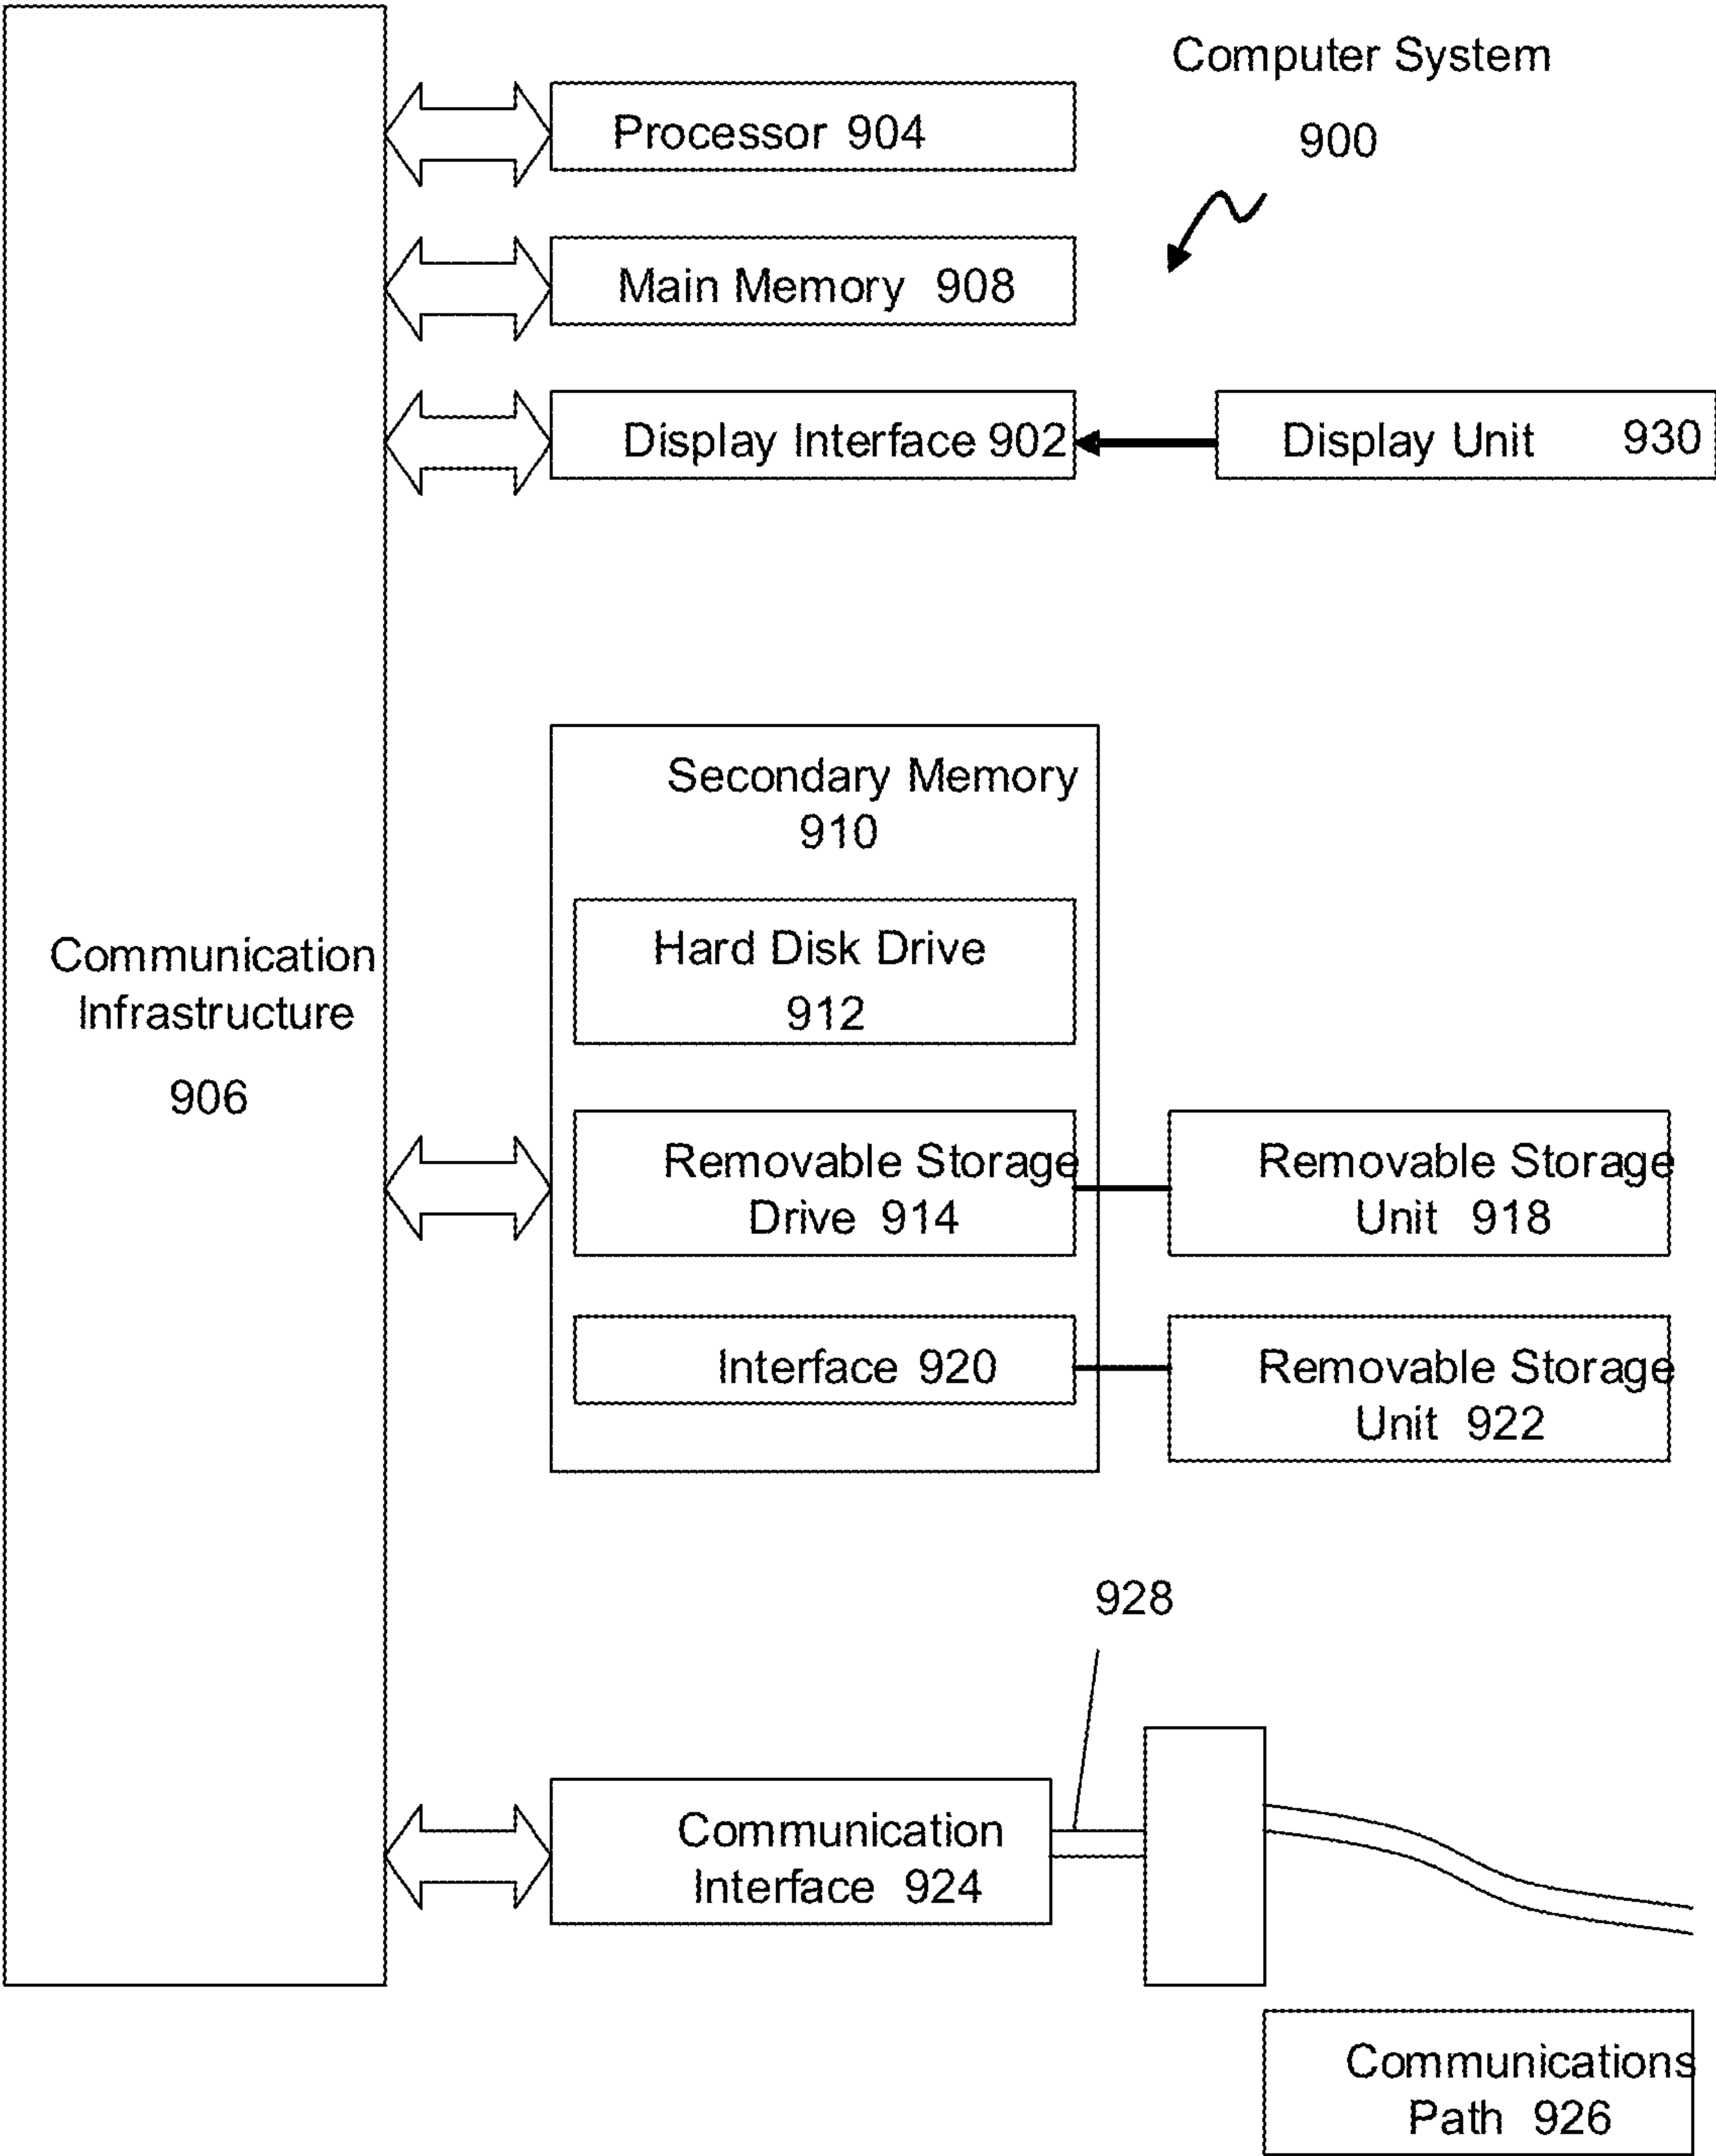 Computer System
900
Processor 904
Main Memory 908
Display Interface 902
Display Unit 930
Secondary Memory
910
Hard Disk Drive
912
Communication
Infrastructure
906
Removable Storage
Drive 914
Removable Storage
Unit 918
Interface 920
Removable Storage
Unit 922
928
Communication
Interface 924
Communications
Path 926